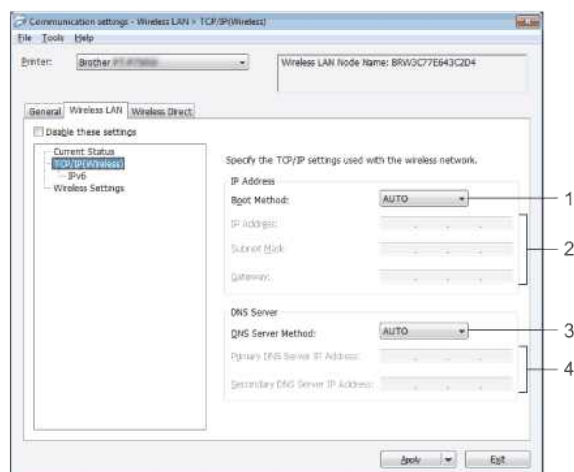 Communication settings - Wireless LAN > TCP/IP(Wireless)
File Tools Help
Printer: Brother
Wireless LAN Node Name: BRW3C77E643C2D4
General Wireless LAN Wireless Direct
Disable these settings
Current Status
TCP/IP(Wireless)
IPv6
Wireless Settings
Specify the TCP/IP settings used with the wireless network.
IP Address
Boot Method: AUTO 1
IP Address:
2
Subnet Mask:
Gateway:
DNS Server
DNS Server Method: AUTO 3
Primary DNS Server IP Address:
4
Secondary DNS Server IP Address:
Apply Exit